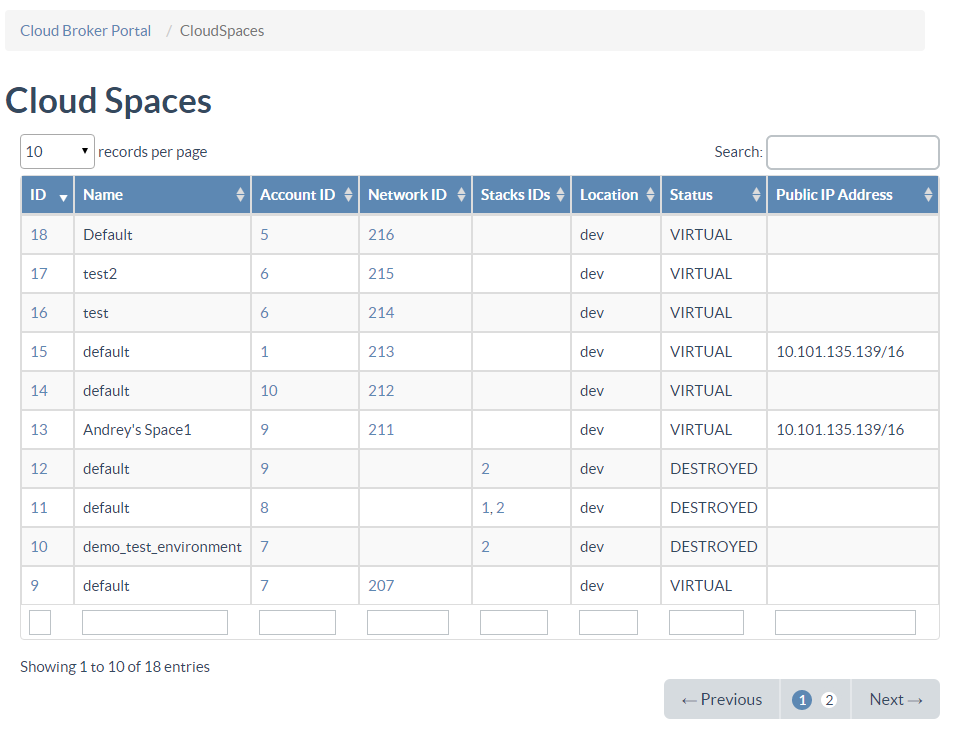 Cloud Broker Portal / CloudSpaces
Cloud Spaces
10 records per page Search:
ID Name Account ID Network ID Stacks IDs Location Status Public IP Address
18 Default 5 216 dev VIRTUAL
17 test2 6 215 dev VIRTUAL
16 test 6 214 dev VIRTUAL
15 default 1 213 dev VIRTUAL 10.101.135.139/16
14 default 10 212 dev VIRTUAL
13 Andrey's Space1 9 211 dev VIRTUAL 10.101.135.139/16
12 default 9 2 dev DESTROYED
11 default 8 1, 2 dev DESTROYED
10 demo_test_environment 7 2 dev DESTROYED
9 default 7 207 dev VIRTUAL
Showing 1 to 10 of 18 entries
← Previous 1 2 Next →